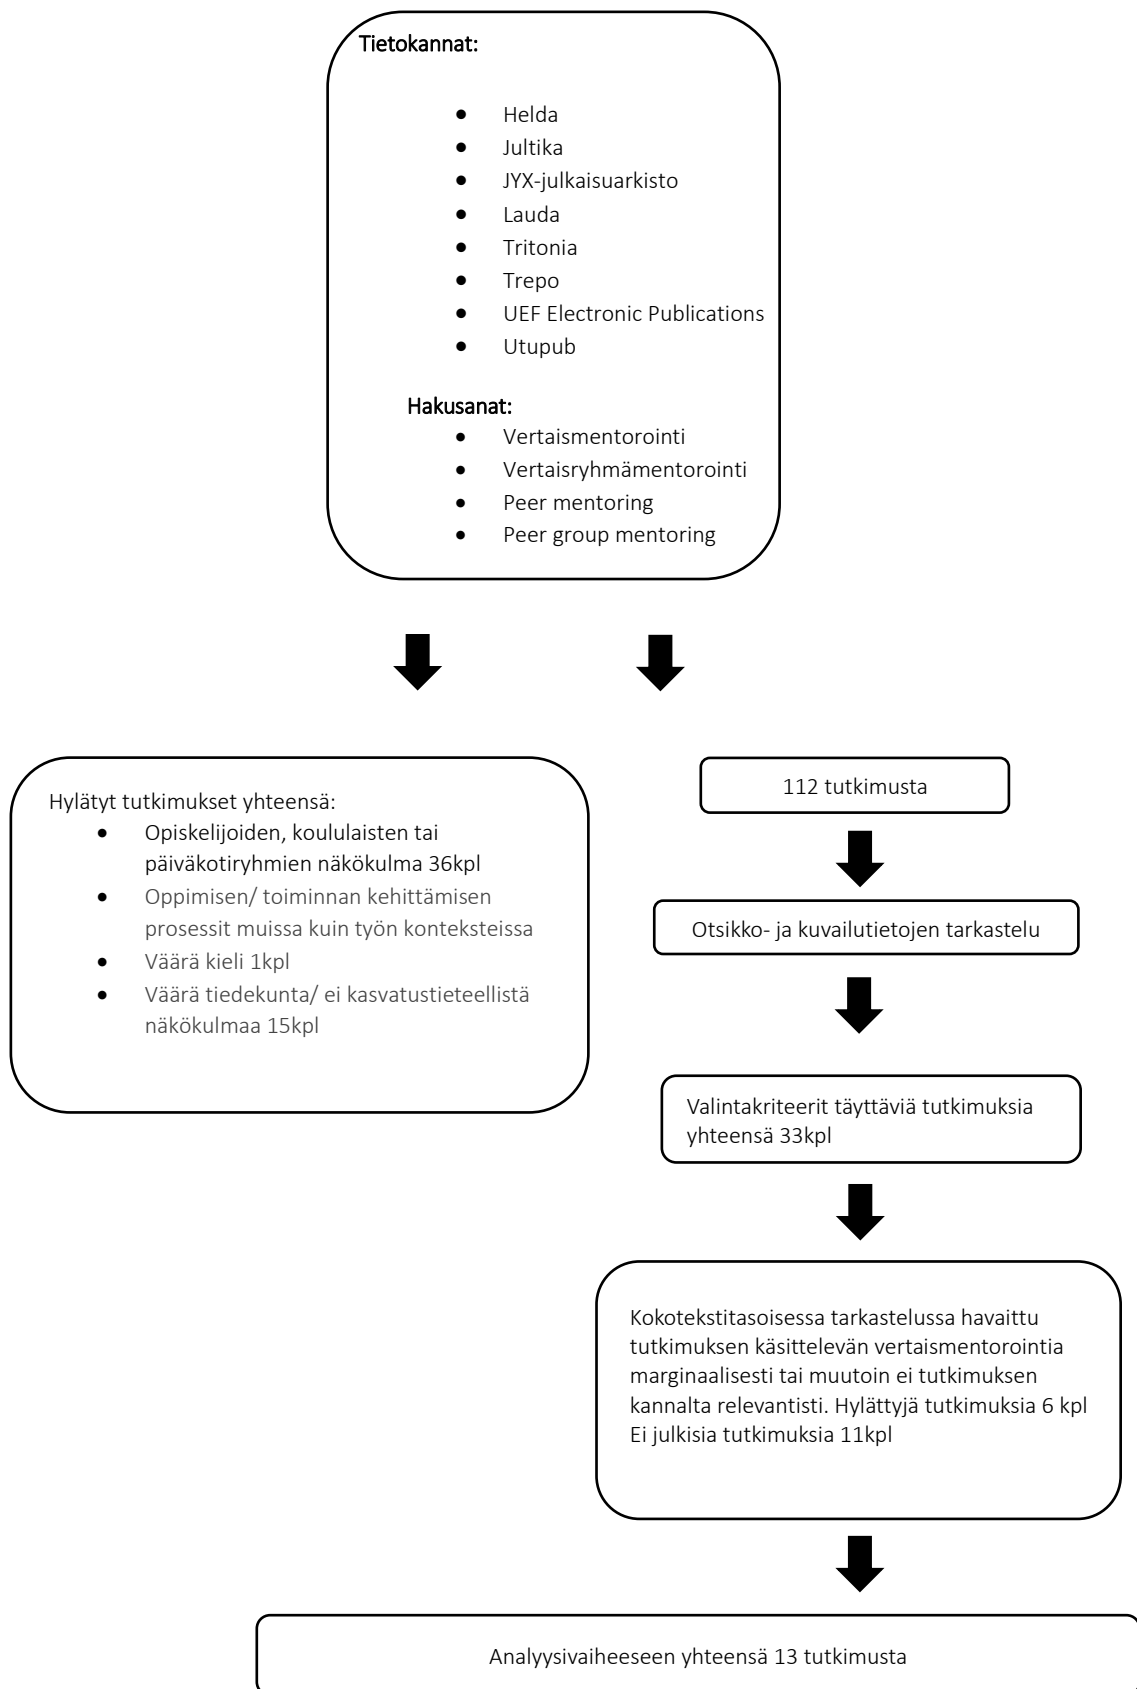 Tietokannat:
Helda
Jultika
JYX-julkaisuarkisto
Lauda
Tritonia
Trepo
UEF Electronic Publications
Utupub
Hakusanat:
Vertaismentorointi
Vertaisryhmämentorointi
Peer mentoring
Peer group mentoring
Hylätyt tutkimukset yhteensä:
Opiskelijoiden, koululaisten tai
päiväkotiryhmien näkökulma 36kpl
Oppimisen/ toiminnan kehittämisen
prosessit muissa kuin työn konteksteissa
Väärä kieli 1kpl
Väärä tiedekunta/ ei kasvatustieteellistä
näkökulmaa 15kpl
112 tutkimusta
Otsikko- ja kuvailutietojen tarkastelu
Valintakriteerit täyttäviä tutkimuksia
yhteensä 33kpl
Kokotekstitasoisessa tarkastelussa havaittu
tutkimuksen käsittelevän vertaismentorointia
marginaalisesti tai muutoin ei tutkimuksen
kannalta relevantisti. Hylättyjä tutkimuksia 6 kpl
Ei julkisia tutkimuksia 11kpl
Analyysivaiheeseen yhteensä 13 tutkimusta